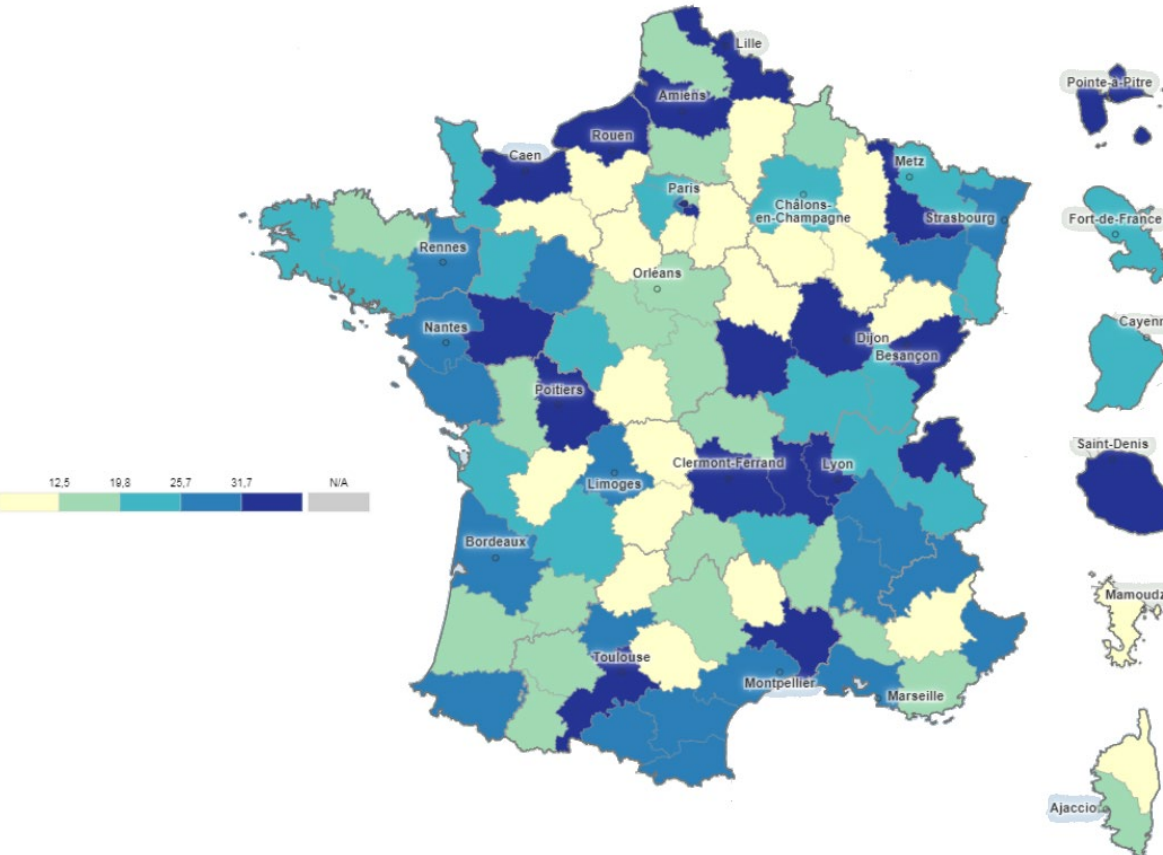 Lille
Pointe-à-Pitre
Amiens
Rouen
Caen
Metz
Paris
Châlons-
en-Champagne
Strasbourg
Fort-de-France
Rennes
Orléans
Nantes
Dijon
Cayenn
Besançon
Poitiers
Saint-Denis
Clermont-Ferrand
Lyon
12,5 19,8 25,7 31,7 N/A
Limoges
Bordeaux
Mamoudz
Toulouse
Montpellier
Marseille
Ajaccio